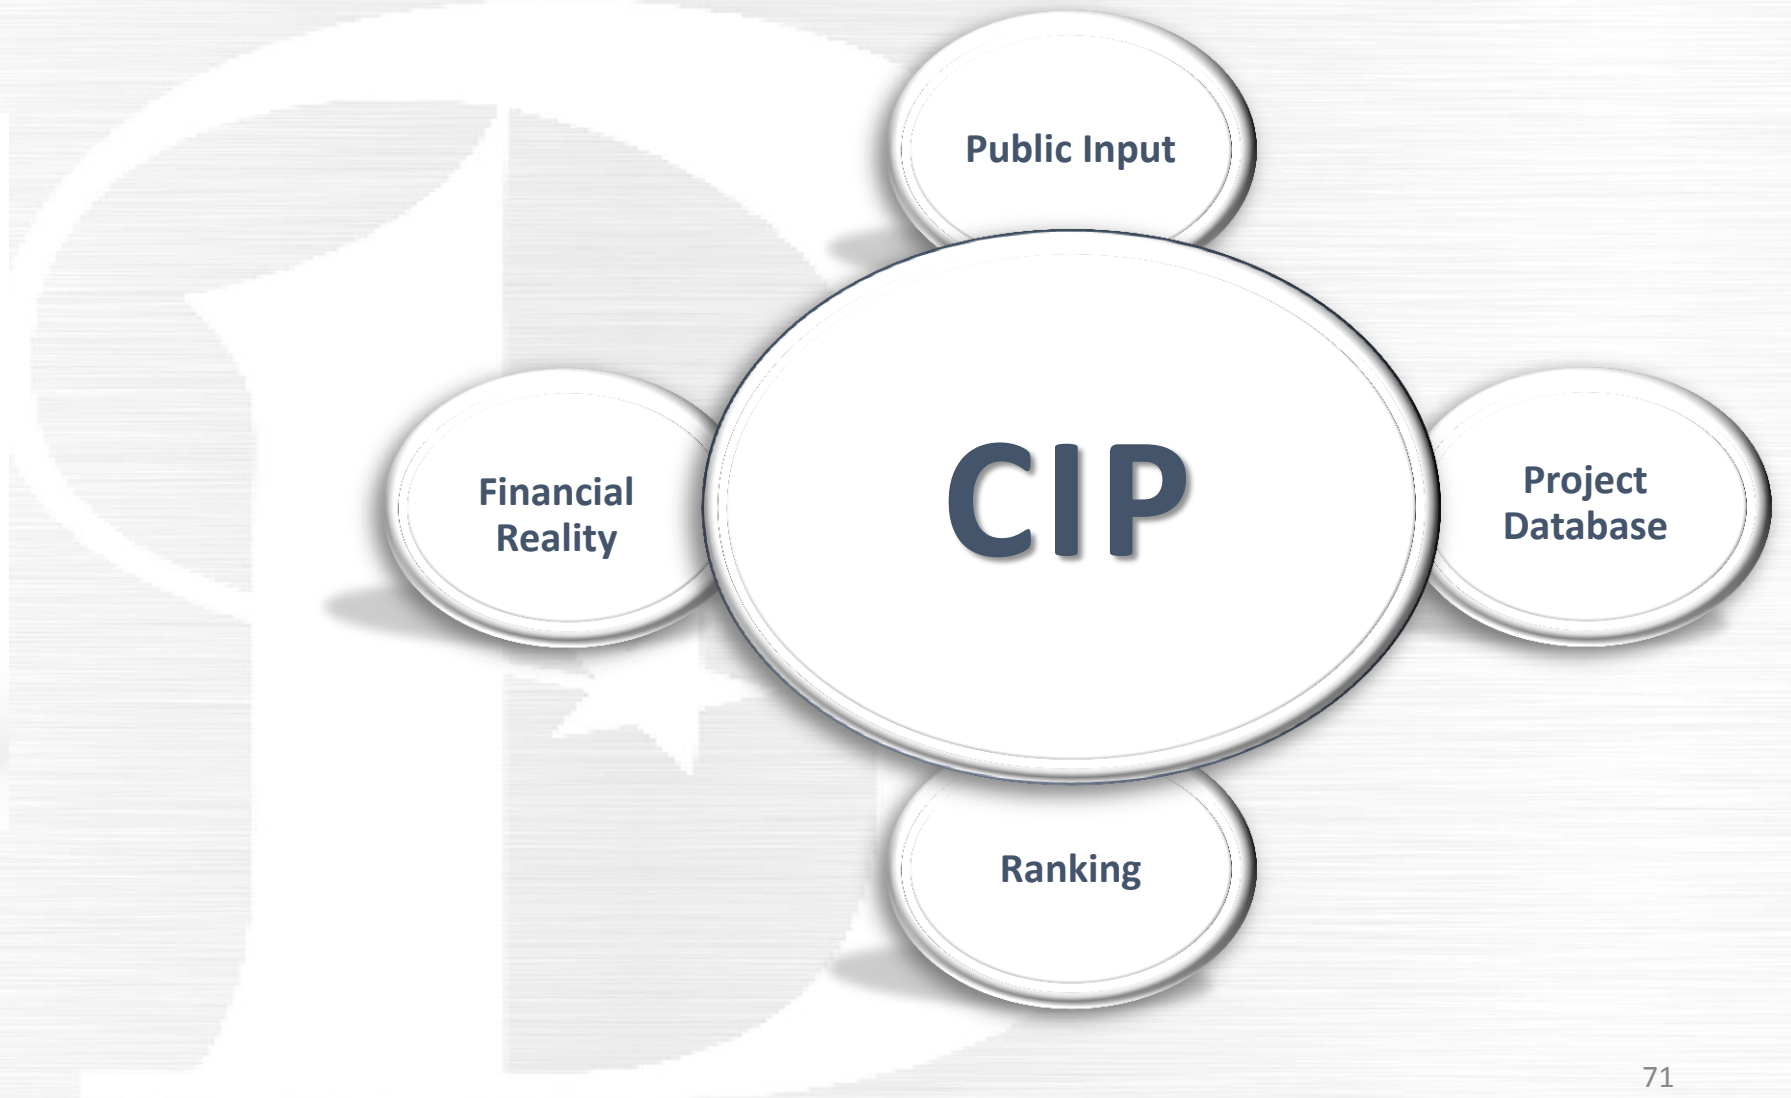 Public Input
Financial
Reality
CIP
Project
Database
Ranking
71